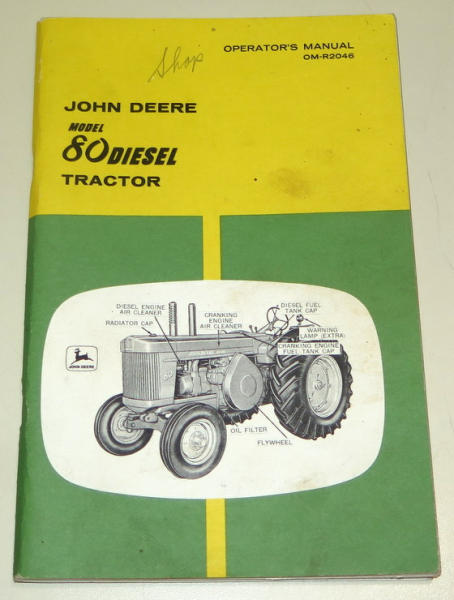 OPERATOR'S MANUAL
OM-R2046
Shop
JOHN DEERE
MODEL
80 DIESEL
TRACTOR
DIESEL ENGINE
AIR CLEANER
RADIATOR CAP
CRANKING
ENGINE
AIR CLEANER
DIESEL FUEL
TANK CAP
WARNING
LAMP (EXTRA)
CRANKING ENGINE
FUEL TANK CAP
OIL FILTER
FLYWHEEL
JOHN DEERE